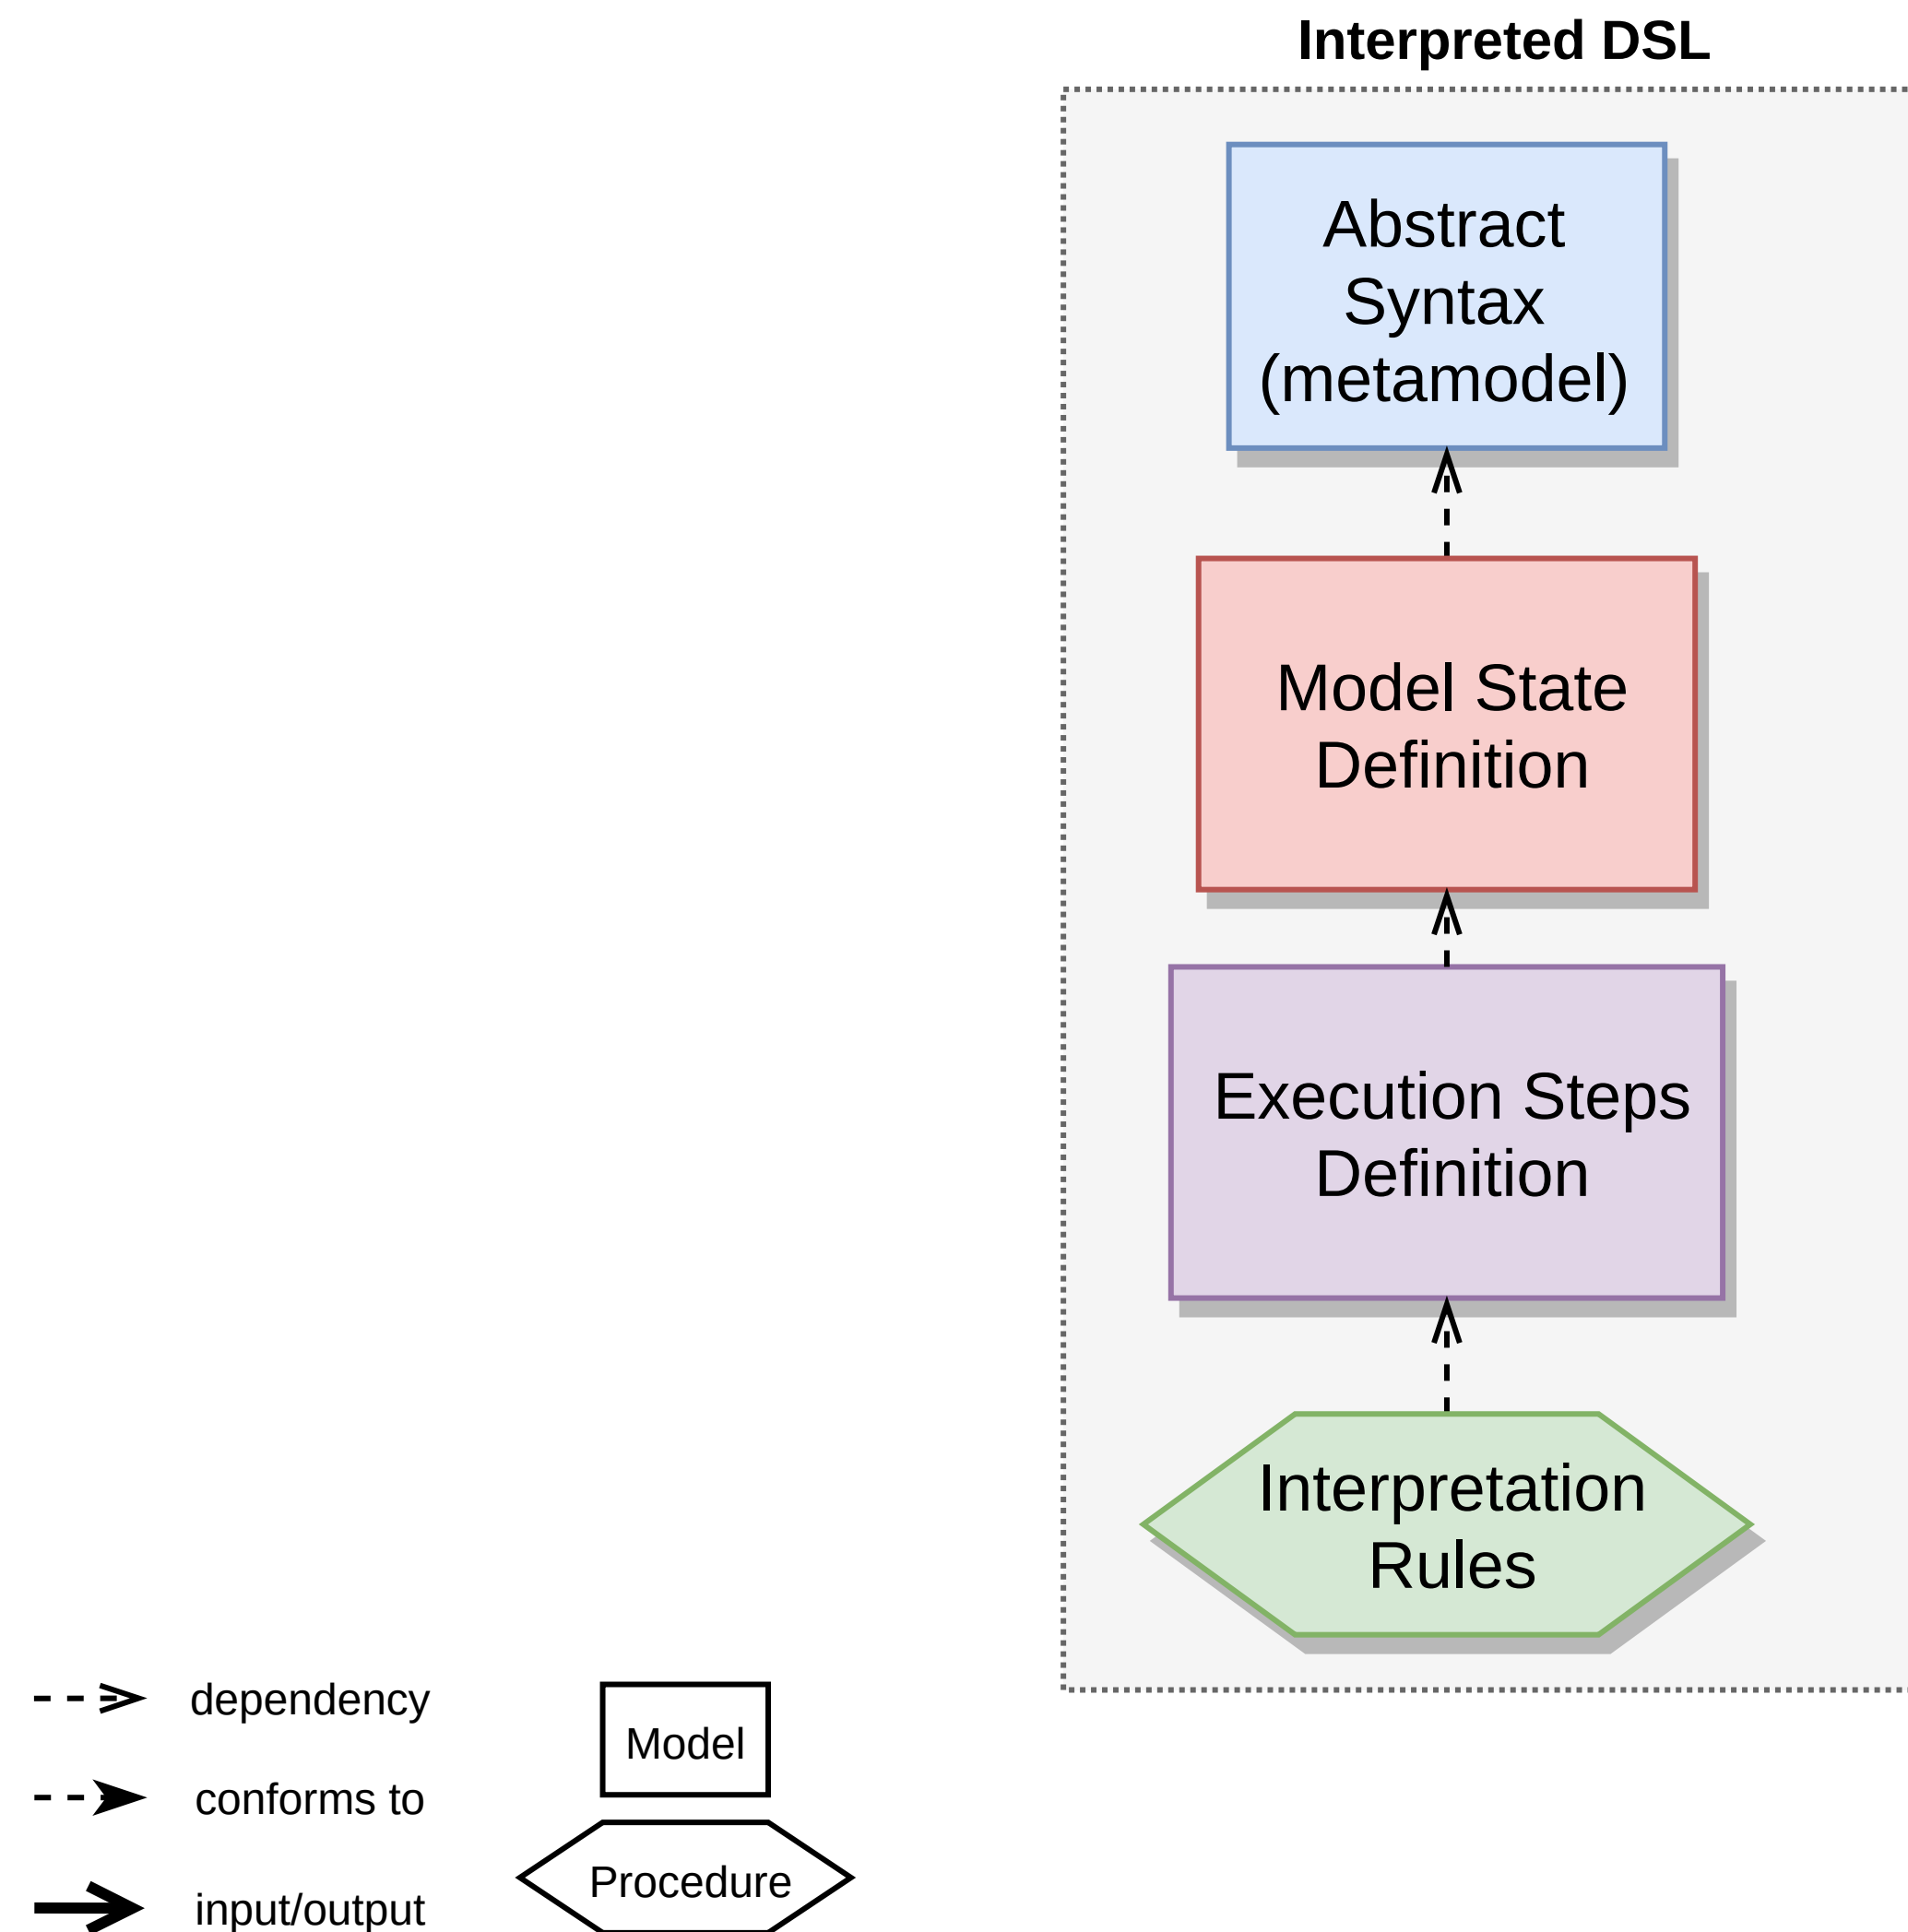 Interpreted DSL
Abstract
Syntax
(metamodel)
Model State
Definition
Execution Steps
Definition
Interpretation
Rules
dependency
conforms to
input/output
Model
Procedure